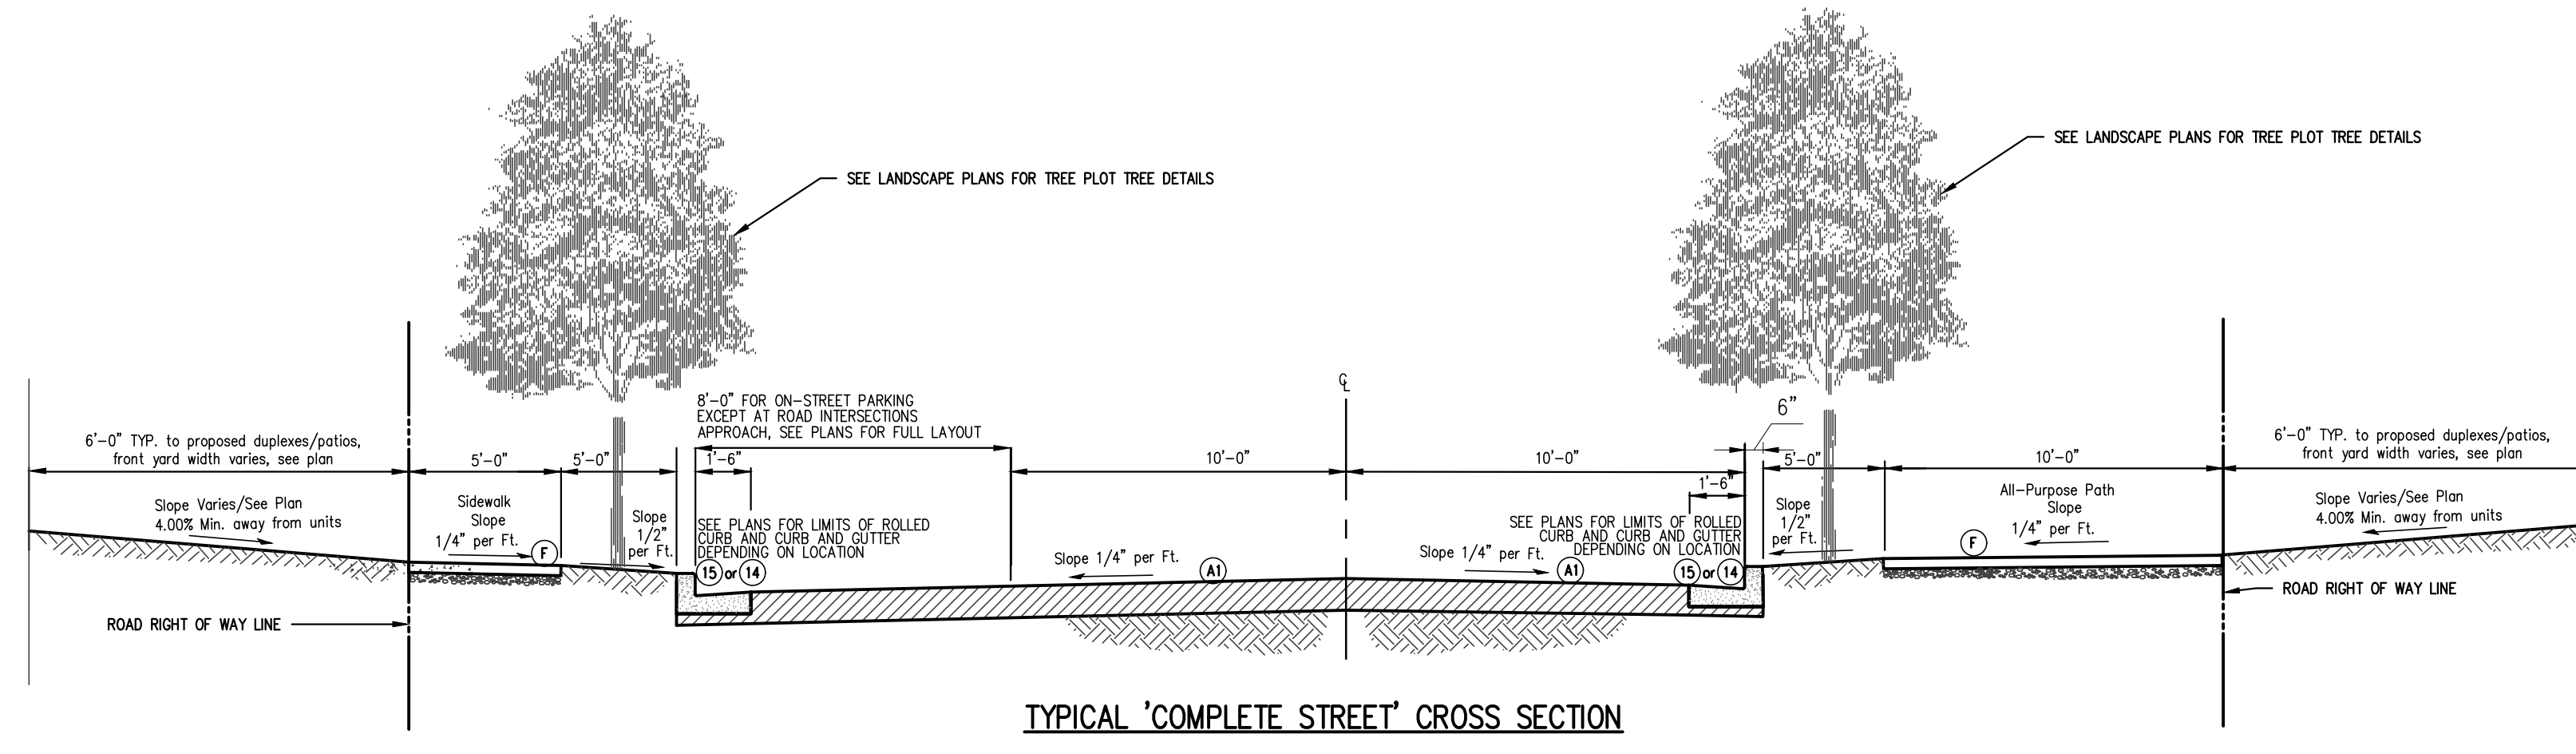 SEE LANDSCAPE PLANS FOR TREE PLOT TREE DETAILS
SEE LANDSCAPE PLANS FOR TREE PLOT TREE DETAILS
8'-0" FOR ON-STREET PARKING
EXCEPT AT ROAD INTERSECTIONS
APPROACH, SEE PLANS FOR FULL LAYOUT
℄
6"
6'-0" TYP. to proposed duplexes/patios,
front yard width varies, see plan
5'-0"
5'-0"
1'-6"
10'-0"
10'-0"
1'-6"
5'-0"
10'-0"
6'-0" TYP. to proposed duplexes/patios,
front yard width varies, see plan
Slope Varies/See Plan
4.00% Min. away from units
Sidewalk
Slope
1/4" per Ft.
F
Slope
1/2"
per Ft.
SEE PLANS FOR LIMITS OF ROLLED
CURB AND CURB AND GUTTER
DEPENDING ON LOCATION
15 or 14
Slope 1/4" per Ft.
A1
Slope 1/4" per Ft.
A1
SEE PLANS FOR LIMITS OF ROLLED
CURB AND CURB AND GUTTER
DEPENDING ON LOCATION
15 or 14
Slope
1/2"
per Ft.
All-Purpose Path
Slope
1/4" per Ft.
F
Slope Varies/See Plan
4.00% Min. away from units
ROAD RIGHT OF WAY LINE
ROAD RIGHT OF WAY LINE
TYPICAL 'COMPLETE STREET' CROSS SECTION